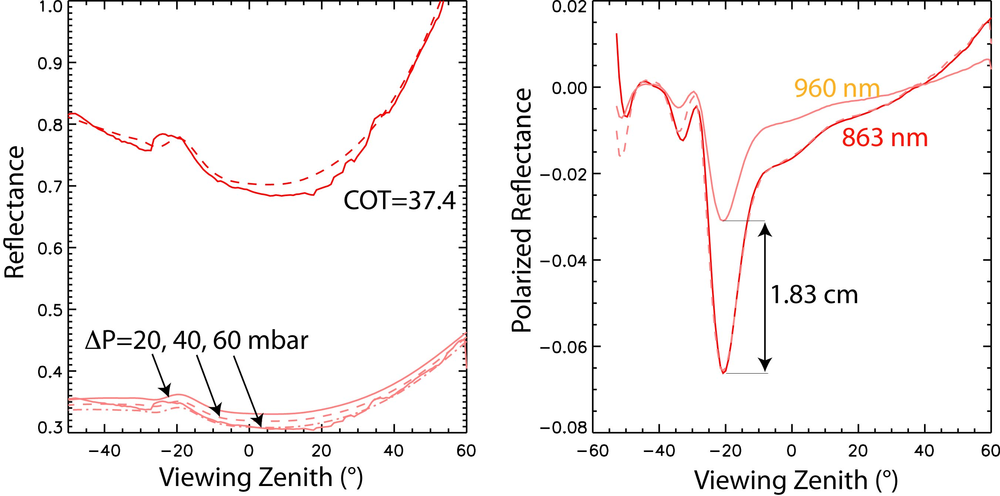 1.0
0.9
0.8
0.7
0.6
0.5
0.4
0.3
Reflectance
COT=37.4
ΔP=20, 40, 60 mbar
−40 −20 0 20 40 60
Viewing Zenith (°)
0.02
0.00
−0.02
−0.04
−0.06
−0.08
Polarized Reflectance
960 nm
863 nm
1.83 cm
−60 −40 −20 0 20 40 60
Viewing Zenith (°)